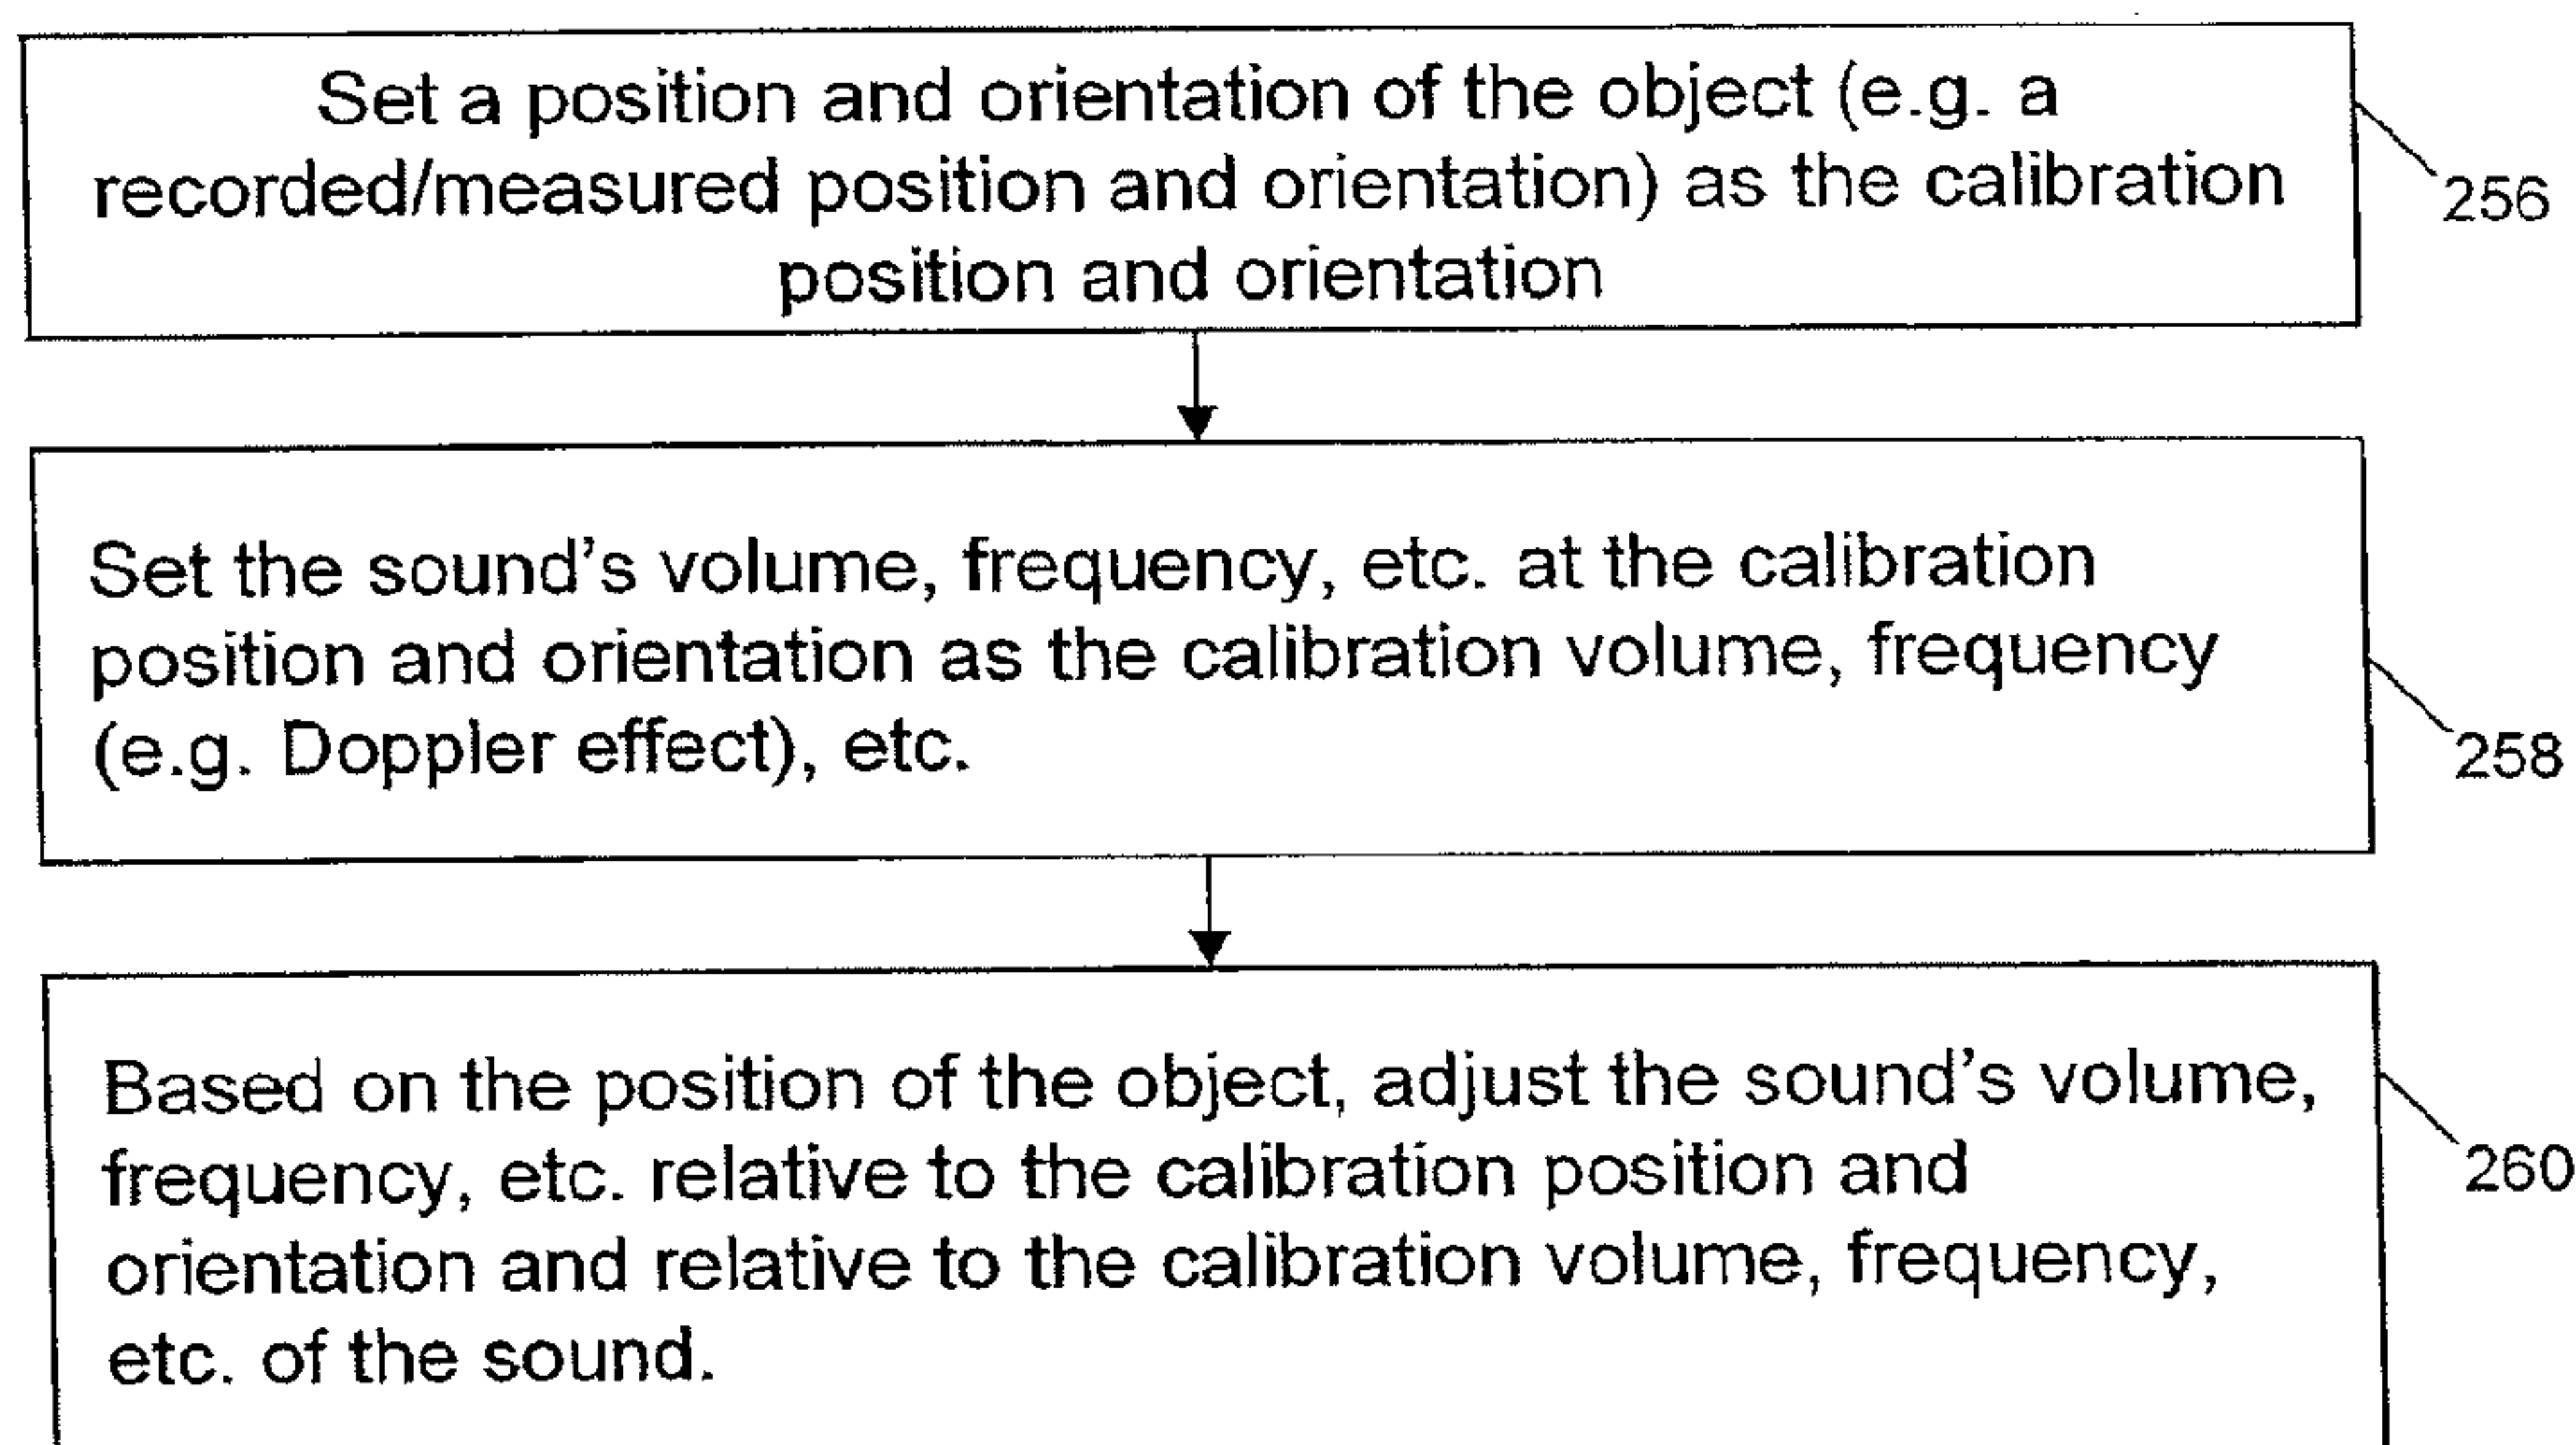 Set a position and orientation of the object (e.g. a
recorded/measured position and orientation) as the calibration
position and orientation
256
Set the sound's volume, frequency, etc. at the calibration
position and orientation as the calibration volume, frequency
(e.g. Doppler effect), etc.
258
Based on the position of the object, adjust the sound's volume,
frequency, etc. relative to the calibration position and
orientation and relative to the calibration volume, frequency,
etc. of the sound.
260